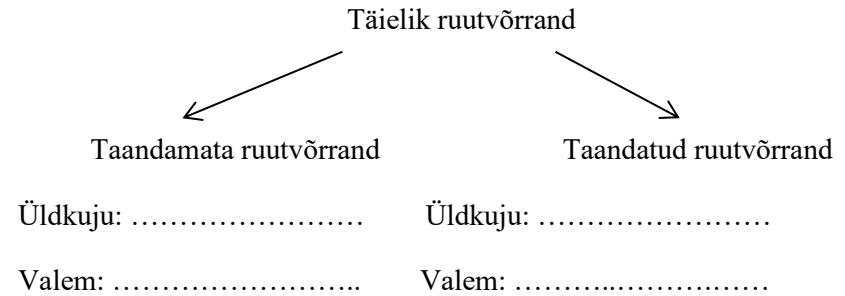 Täielik ruutvõrrand
Taandamata ruutvõrrand Taandatud ruutvõrrand
Üldkuju: …………………… Üldkuju: ……………………
Valem: …………………….. Valem: ………..……….……